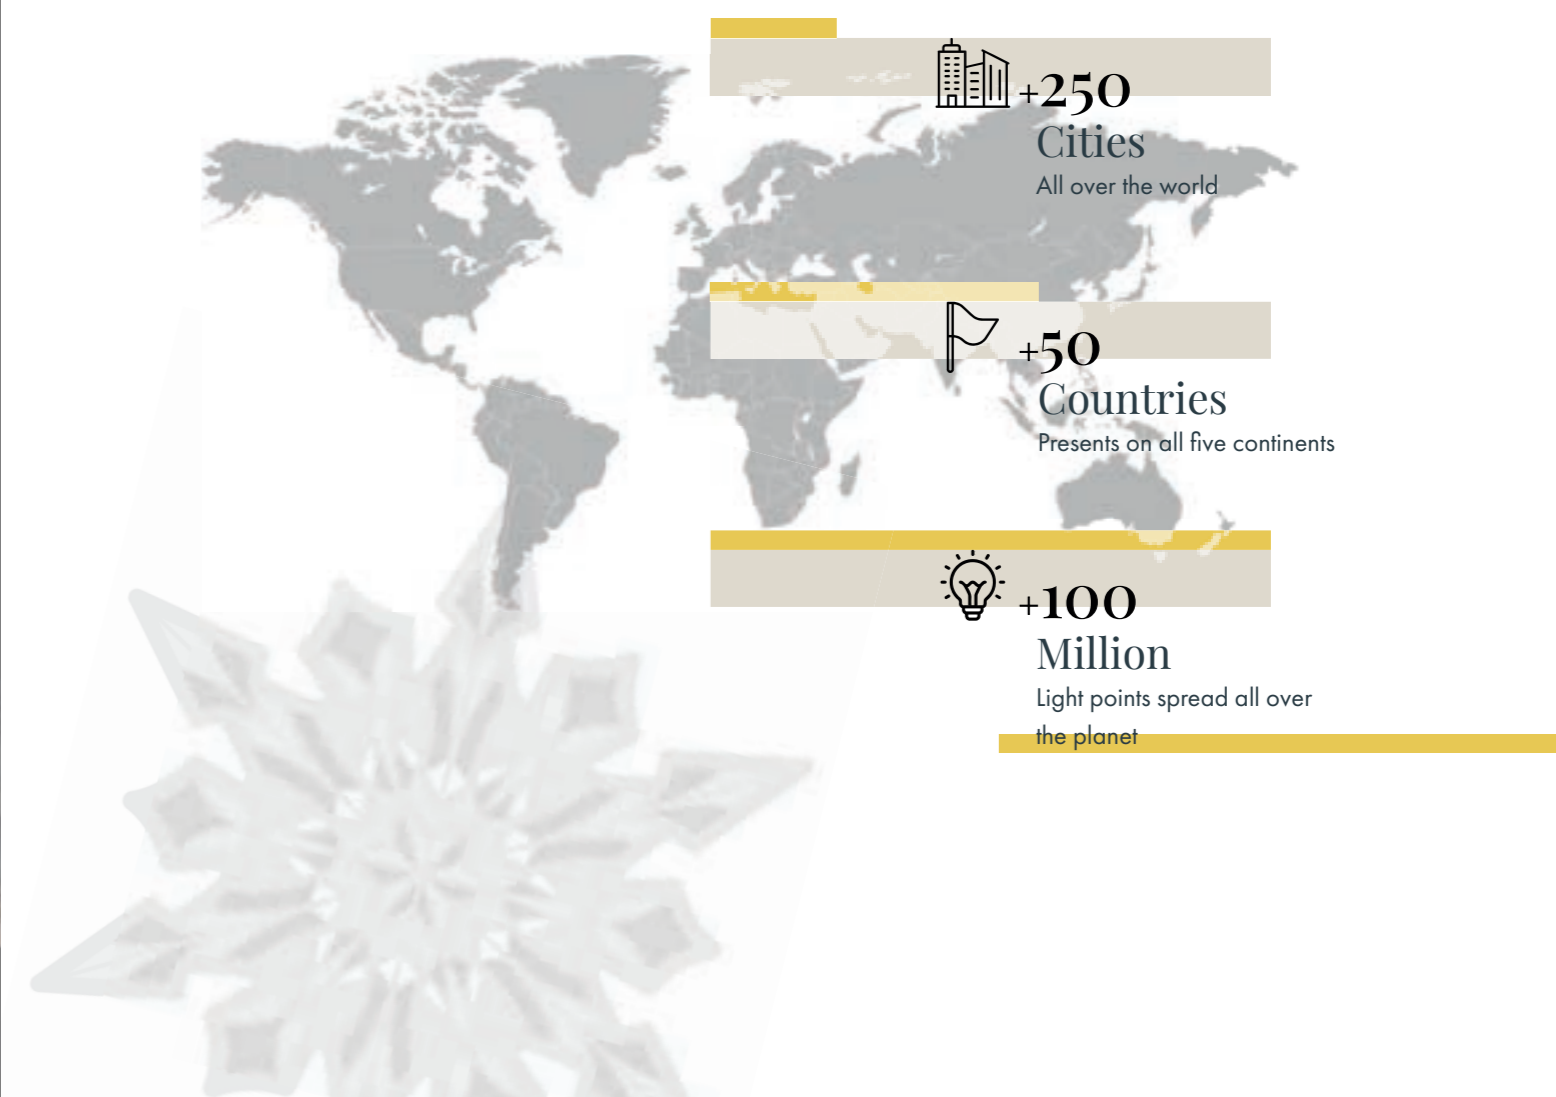 +250
Cities
All over the world
+50
Countries
Presents on all five continents
+100
Million
Light points spread all over
the planet